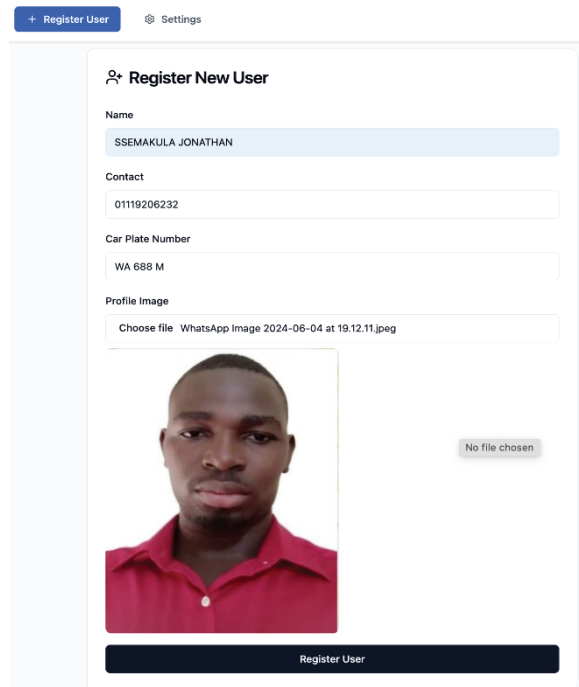 + Register User
Settings
Register New User
Name
SSEMAKULA JONATHAN
Contact
01119206232
Car Plate Number
WA 688 M
Profile Image
Choose file WhatsApp Image 2024-06-04 at 19.12.11.jpeg
No file chosen
Register User